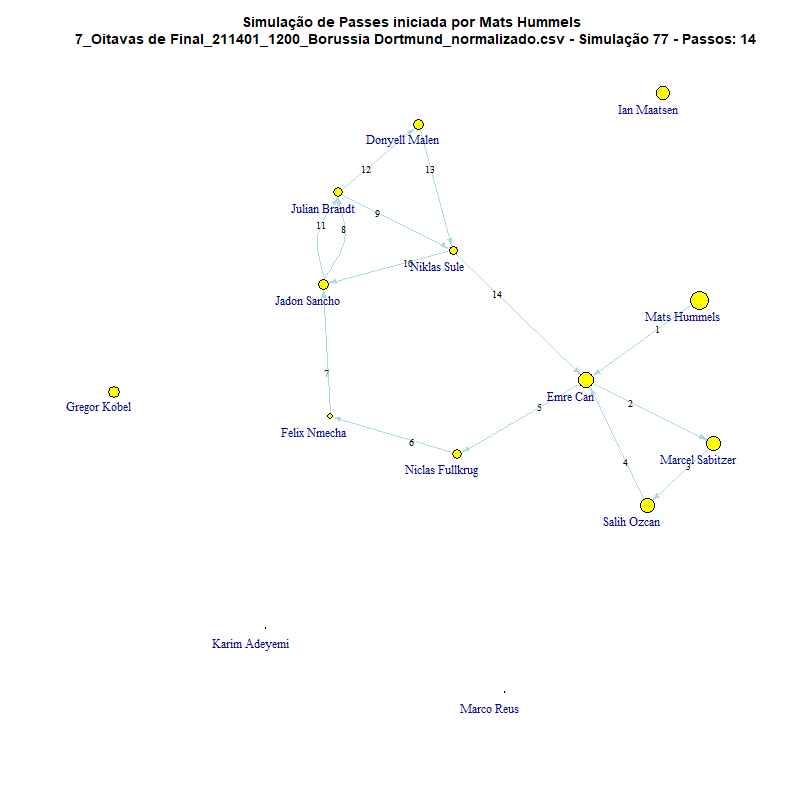 Simulação de Passes iniciada por Mats Hummels
7_Oitavas de Final_211401_1200_Borussia Dortmund_normalizado.csv - Simulação 77 - Passos: 14
Ian Maatsen
Donyell Malen
12
13
Julian Brandt
9
11
8
10
Niklas Sule
Jadon Sancho
14
Mats Hummels
1
7
Emre Can
2
5
Gregor Kobel
Felix Nmecha
6
Marcel Sabitzer
4
3
Niclas Fullkrug
Salih Ozcan
Karim Adeyemi
Marco Reus